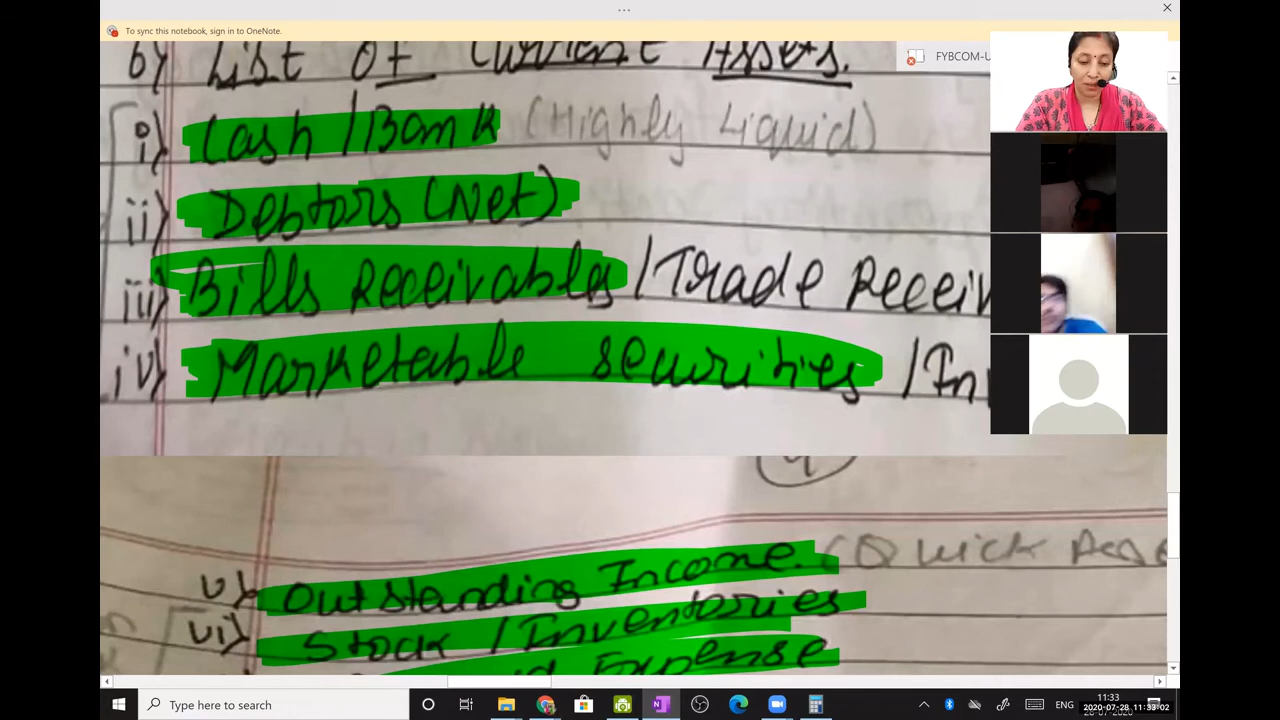 ...
To sync this notebook, sign in to OneNote.
FYBCOM-U
b) List of Current Assets.
i) Cash / Bank (Highly Liquid)
ii) Debtors (Net)
iii) Bills Receivables / Trade Receiv
iv) Marketable securities / In
4
v) Outstanding Income. (Quick Asse
vi) Stock / Inventories
Expense
Type here to search
ENG
11:33
2020-07-28 11:33:02